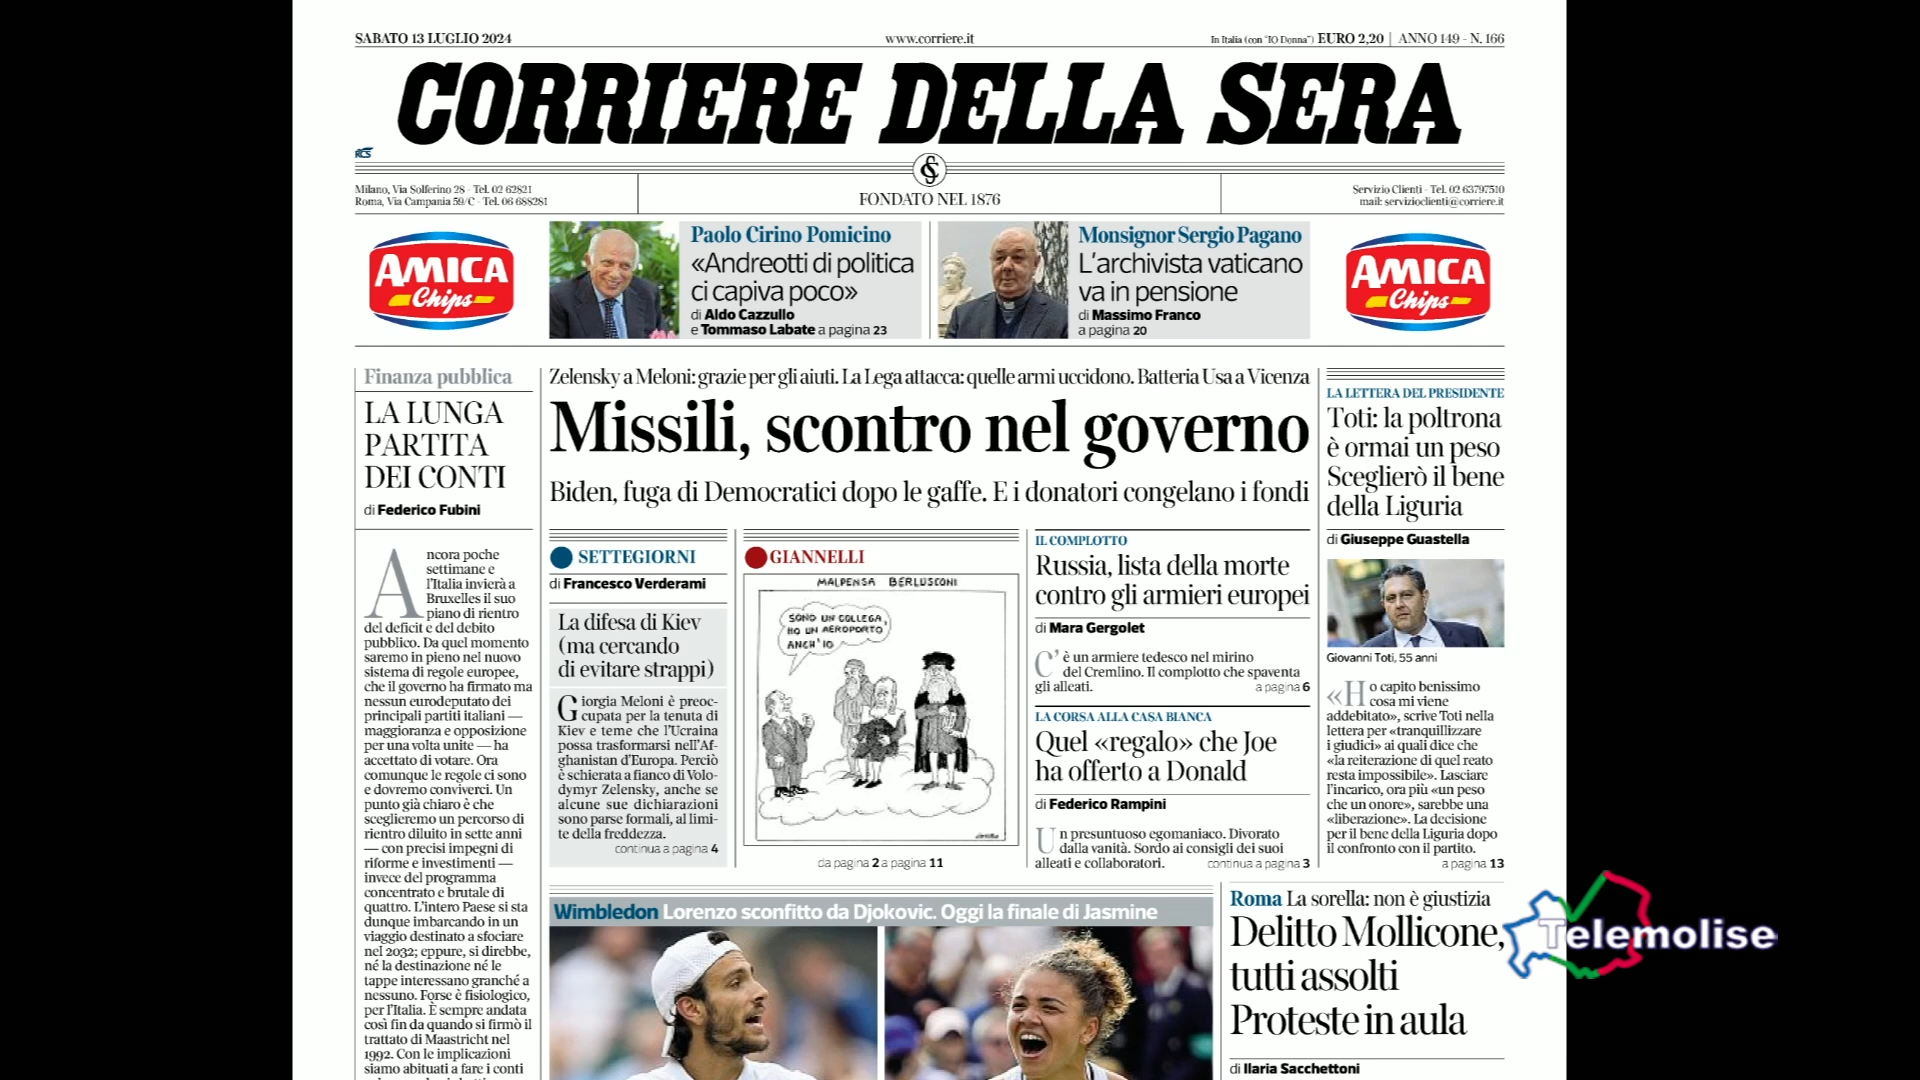 SABATO 13 LUGLIO 2024
www.corriere.it
In Italia (con "IO Donna") EURO 2,20 | ANNO 149 - N. 166
CORRIERE DELLA SERA
RCS
Milano, Via Solferino 28 - Tel. 02 62821
Roma, Via Campania 59/C - Tel. 06 688281
FONDATO NEL 1876
Servizio Clienti - Tel. 02 63797510
mail: servizioclienti@corriere.it
AMICA
Chips
Paolo Cirino Pomicino
«Andreotti di politica
ci capiva poco»
di Aldo Cazzullo
e Tommaso Labate a pagina 23
Monsignor Sergio Pagano
L'archivista vaticano
va in pensione
di Massimo Franco
a pagina 20
AMICA
Chips
Finanza pubblica
LA LUNGA
PARTITA
DEI CONTI
di Federico Fubini
Ancora poche
settimane e
l'Italia invierà a
Bruxelles il suo
piano di rientro
del deficit e del debito
pubblico. Da quel momento
saremo in pieno nel nuovo
sistema di regole europee,
che il governo ha firmato ma
nessun eurodeputato dei
principali partiti italiani —
maggioranza e opposizione
per una volta unite — ha
accettato di votare. Ora
comunque le regole ci sono
e dovremo conviverci. Un
punto già chiaro è che
sceglieremo un percorso di
rientro diluito in sette anni
— con precisi impegni di
riforme e investimenti —
invece del programma
concentrato e brutale di
quattro. L'intero Paese si sta
dunque imbarcando in un
viaggio destinato a sfociare
nel 2032; eppure, si direbbe,
né la destinazione né le
tappe interessano granché a
nessuno. Forse è fisiologico,
per l'Italia. È sempre andata
così fin da quando si firmò il
trattato di Maastricht nel
1992. Con le implicazioni
siamo abituati a fare i conti
Zelensky a Meloni: grazie per gli aiuti. La Lega attacca: quelle armi uccidono. Batteria Usa a Vicenza
Missili, scontro nel governo
Biden, fuga di Democratici dopo le gaffe. E i donatori congelano i fondi
SETTEGIORNI
di Francesco Verderami
La difesa di Kiev
(ma cercando
di evitare strappi)
Giorgia Meloni è preoc-
cupata per la tenuta di
Kiev e teme che l'Ucraina
possa trasformarsi nell'Af-
ghanistan d'Europa. Perciò
è schierata a fianco di Volo-
dymyr Zelensky, anche se
alcune sue dichiarazioni
sono parse formali, al limi-
te della freddezza.
continua a pagina 4
GIANNELLI
MALPENSA BERLUSCONI
SONO UN COLLEGA,
HO UN AEROPORTO
ANCH'IO
da pagina 2 a pagina 11
IL COMPLOTTO
Russia, lista della morte
contro gli armieri europei
di Mara Gergolet
C'è un armiere tedesco nel mirino
del Cremlino. Il complotto che spaventa
gli alleati. a pagina 6
LA CORSA ALLA CASA BIANCA
Quel «regalo» che Joe
ha offerto a Donald
di Federico Rampini
Un presuntuoso egomaniaco. Divorato
dalla vanità. Sordo ai consigli dei suoi
alleati e collaboratori. continua a pagina 3
LA LETTERA DEL PRESIDENTE
Toti: la poltrona
è ormai un peso
Sceglierò il bene
della Liguria
di Giuseppe Guastella
Giovanni Toti, 55 anni
«Ho capito benissimo
cosa mi viene
addebitato», scrive Toti nella
lettera per «tranquillizzare
i giudici» ai quali dice che
«la reiterazione di quel reato
resta impossibile». Lasciare
l'incarico, ora più «un peso
che un onore», sarebbe una
«liberazione». La decisione
per il bene della Liguria dopo
il confronto con il partito.
a pagina 13
Wimbledon Lorenzo sconfitto da Djokovic. Oggi la finale di Jasmine
Roma La sorella: non è giustizia
Delitto Mollicone,
tutti assolti
Proteste in aula
di Ilaria Sacchettoni
Telemolise